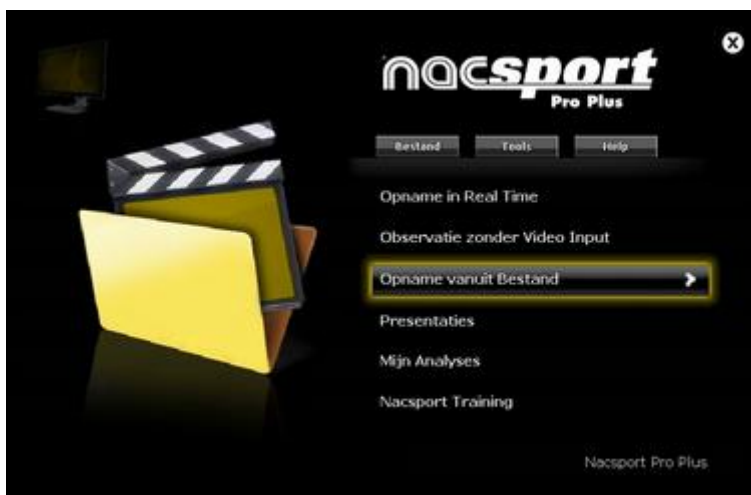 nacsport
Pro Plus
Bestand Tools Help
Opname in Real Time
Observatie zonder Video Input
Opname vanuit Bestand
Presentaties
Mijn Analyses
Nacsport Training
Nacsport Pro Plus